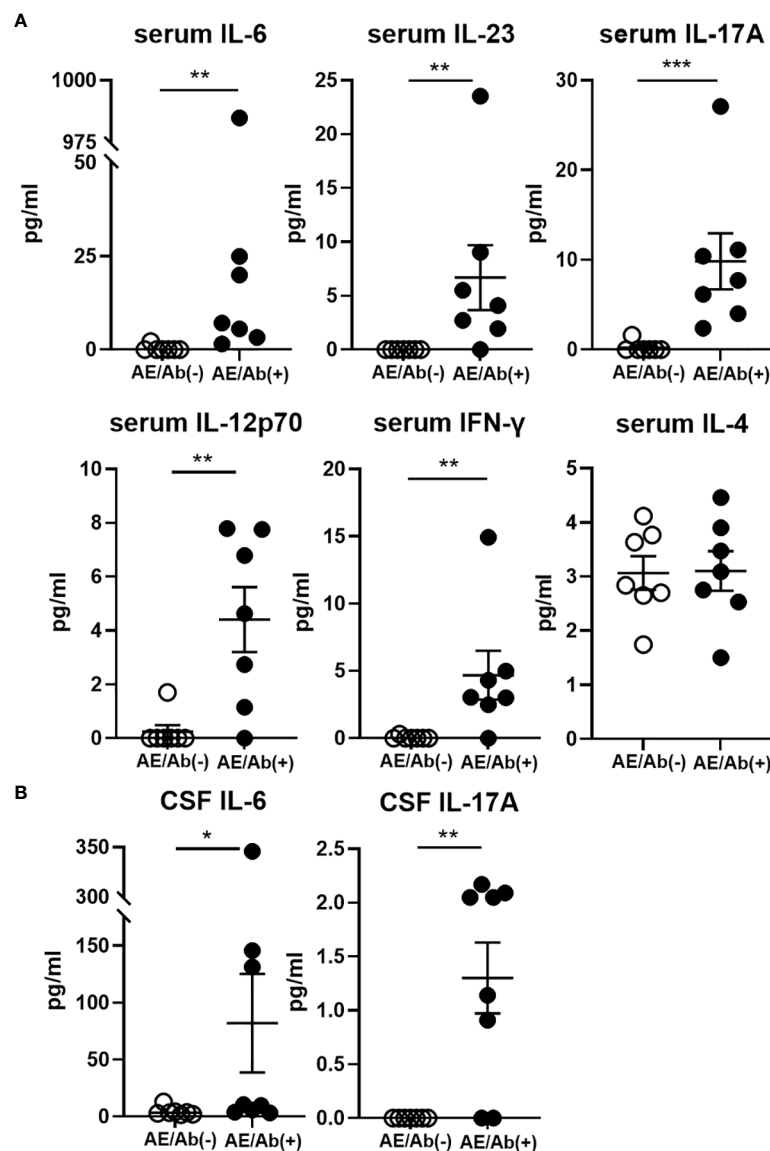 A
serum IL-6
serum IL-23
serum IL-17A
**
**
***
1000
975
50
25
0
pg/ml
25
20
15
10
5
0
pg/ml
30
20
10
0
pg/ml
AE/Ab(-) AE/Ab(+)
AE/Ab(-) AE/Ab(+)
AE/Ab(-) AE/Ab(+)
serum IL-12p70
serum IFN-γ
serum IL-4
**
**
10
8
6
4
2
0
pg/ml
20
15
10
5
0
pg/ml
5
4
3
2
1
0
pg/ml
AE/Ab(-) AE/Ab(+)
AE/Ab(-) AE/Ab(+)
AE/Ab(-) AE/Ab(+)
B
CSF IL-6
CSF IL-17A
*
**
350
300
150
100
50
0
pg/ml
2.5
2.0
1.5
1.0
0.5
0.0
pg/ml
AE/Ab(-) AE/Ab(+)
AE/Ab(-) AE/Ab(+)